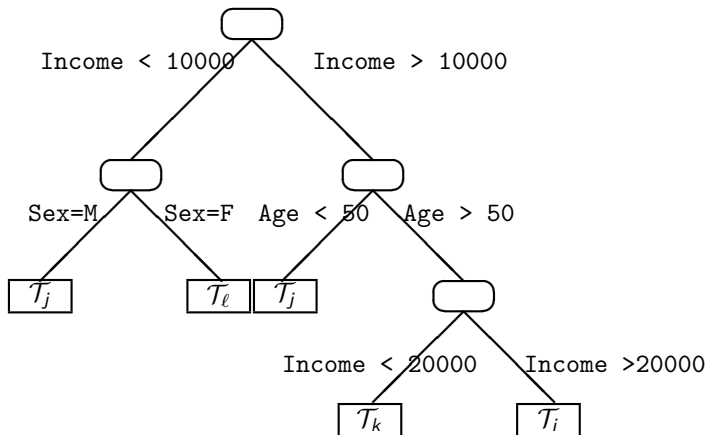 Income < 10000 Income > 10000
Sex=M Sex=F Age < 50 Age > 50
𝒯j 𝒯ℓ 𝒯j
Income < 20000 Income >20000
𝒯k 𝒯i